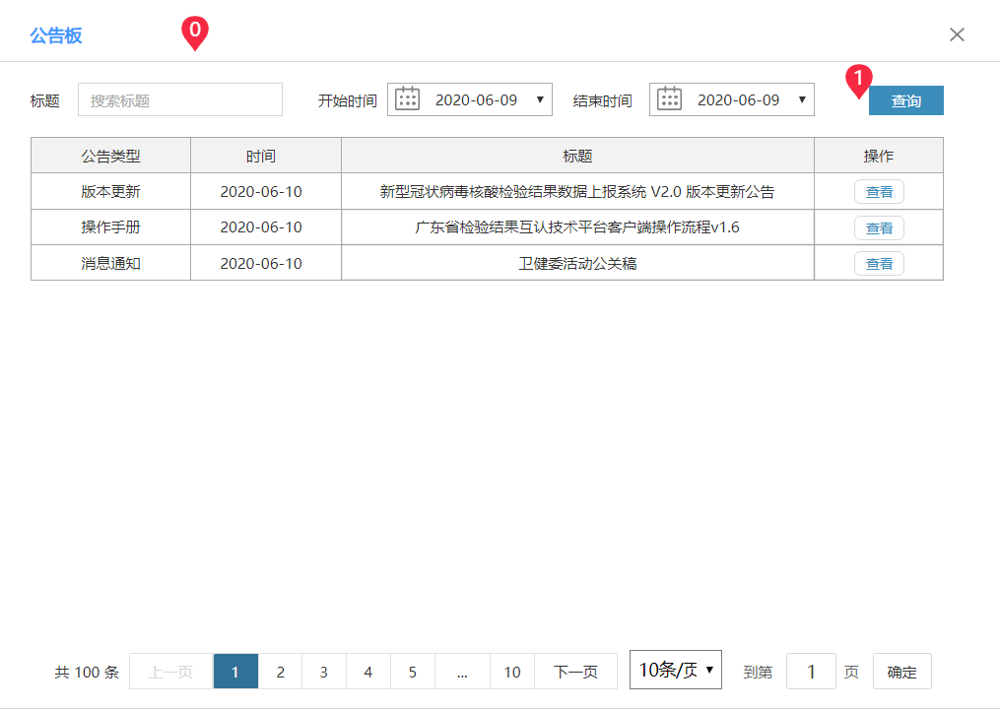 公告板 0
标题 搜索标题 开始时间 2020-06-09 结束时间 2020-06-09 1 查询
公告类型 时间 标题 操作
版本更新 2020-06-10 新型冠状病毒核酸检验结果数据上报系统 V2.0 版本更新公告 查看
操作手册 2020-06-10 广东省检验结果互认技术平台客户端操作流程v1.6 查看
消息通知 2020-06-10 卫健委活动公关稿 查看
共 100 条 上一页 1 2 3 4 5 ... 10 下一页 10条/页 到第 1 页 确定